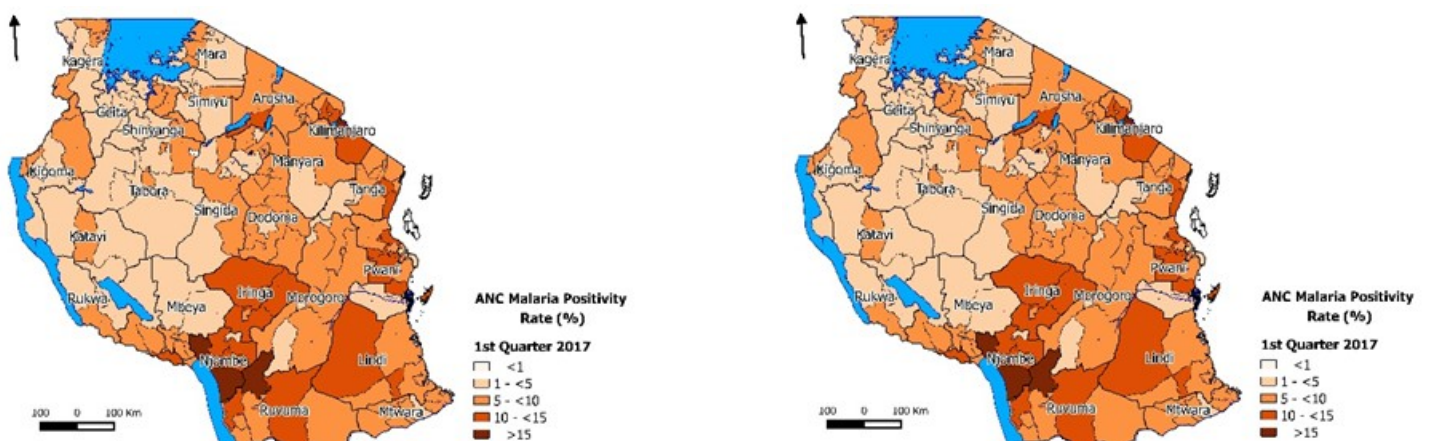 Mara
Kagera
Geita
Simiyu
Arusha
Shinyanga
Kilimanjaro
Kigoma
Manyara
Tabora
Tanga
Singida
Dodoma
Katavi
Pwani
Rukwa
Mbeya
Iringa
Morogoro
Njombe
Lindi
Ruvuma
Mtwara
100 0 100 Km
ANC Malaria Positivity
Rate (%)
1st Quarter 2017
<1
1 - <5
5 - <10
10 - <15
>15
Mara
Kagera
Geita
Simiyu
Arusha
Shinyanga
Kilimanjaro
Kigoma
Manyara
Tabora
Tanga
Singida
Dodoma
Katavi
Pwani
Rukwa
Mbeya
Iringa
Morogoro
Njombe
Lindi
Ruvuma
Mtwara
100 0 100 Km
ANC Malaria Positivity
Rate (%)
1st Quarter 2017
<1
1 - <5
5 - <10
10 - <15
>15